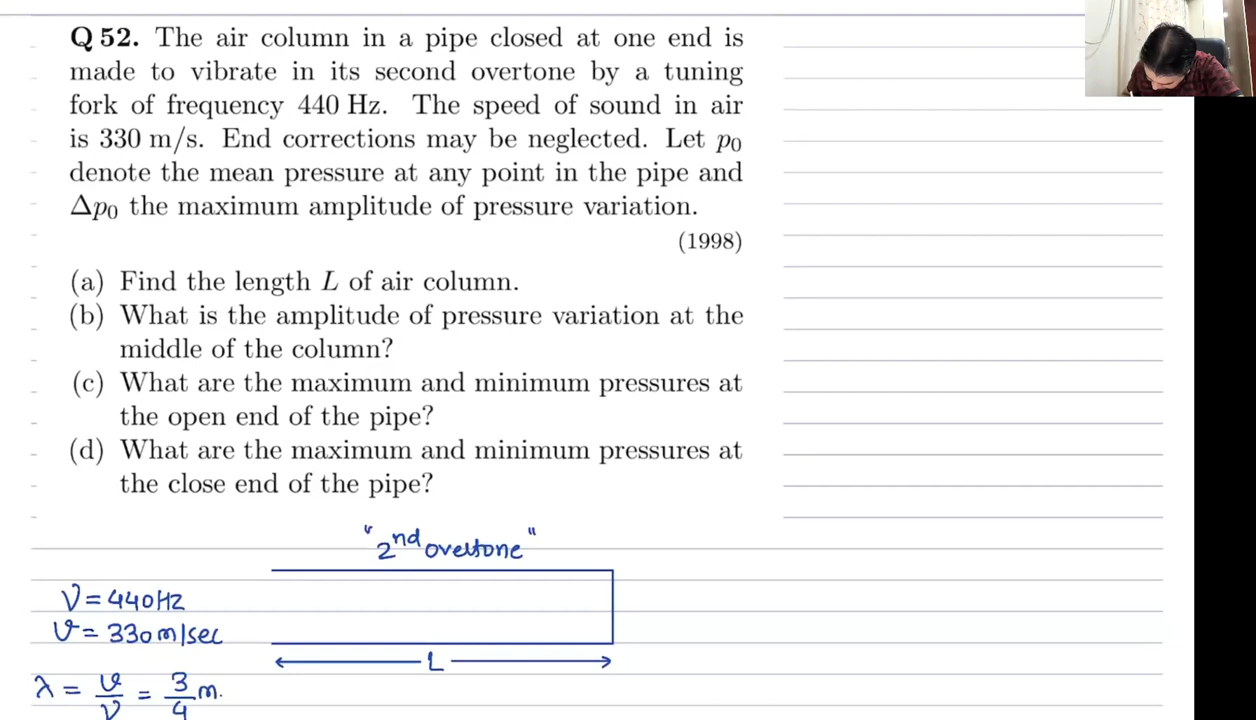 Q 52. The air column in a pipe closed at one end is
made to vibrate in its second overtone by a tuning
fork of frequency 440 Hz. The speed of sound in air
is 330 m/s. End corrections may be neglected. Let p₀
denote the mean pressure at any point in the pipe and
Δp₀ the maximum amplitude of pressure variation.
(1998)
(a) Find the length L of air column.
(b) What is the amplitude of pressure variation at the
middle of the column?
(c) What are the maximum and minimum pressures at
the open end of the pipe?
(d) What are the maximum and minimum pressures at
the close end of the pipe?
"2nd overtone"
ν = 440Hz
v = 330 m/sec
L
λ = v/ν = 3/4 m.